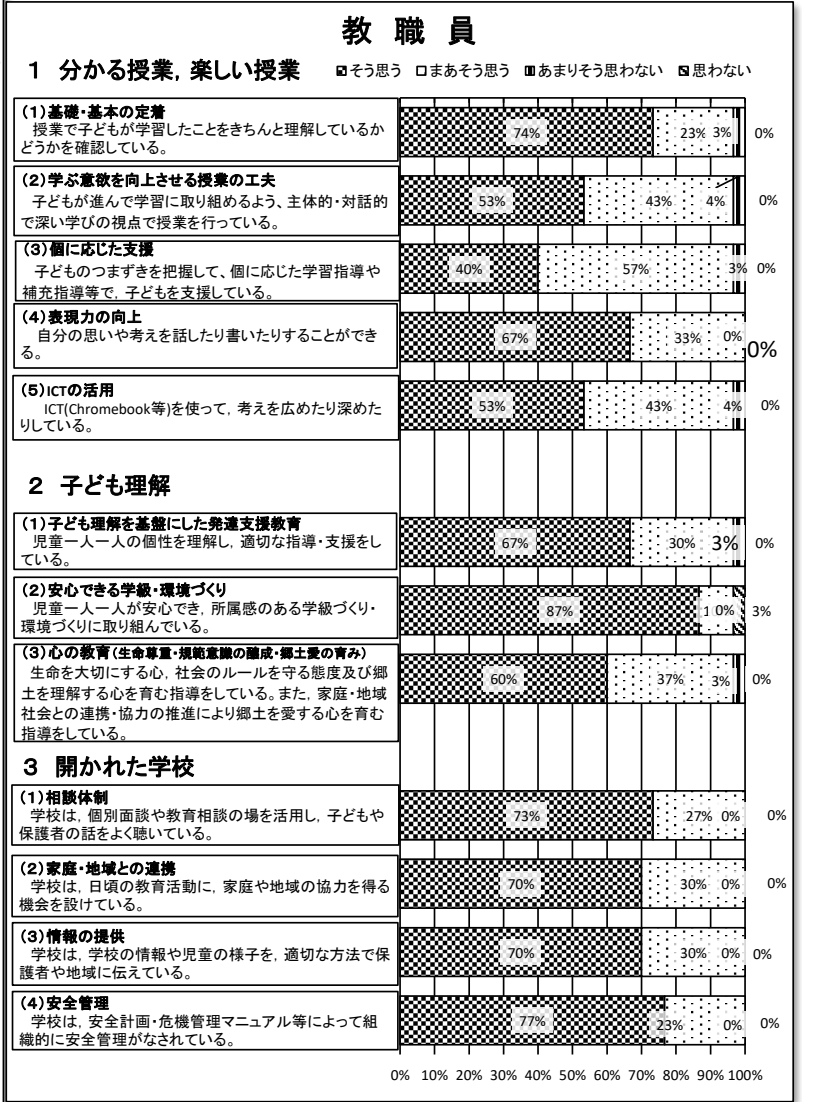 教 職 員
1 分かる授業，楽しい授業
そう思う まあそう思う あまりそう思わない 思わない
(1)基礎・基本の定着
授業で子どもが学習したことをきちんと理解しているか
どうかを確認している。
74% 23% 3% 0%
(2)学ぶ意欲を向上させる授業の工夫
子どもが進んで学習に取り組めるよう、主体的・対話的
で深い学びの視点で授業を行っている。
53% 43% 4% 0%
(3)個に応じた支援
子どものつまずきを把握して、個に応じた学習指導や
補充指導等で，子どもを支援している。
40% 57% 3% 0%
(4)表現力の向上
自分の思いや考えを話したり書いたりすることができ
る。
67% 33% 0% 0%
(5)ICTの活用
ICT(Chromebook等)を使って，考えを広めたり深めた
りしている。
53% 43% 4% 0%
2 子ども理解
(1)子ども理解を基盤にした発達支援教育
児童一人一人の個性を理解し，適切な指導・支援をし
ている。
67% 30% 3% 0%
(2)安心できる学級・環境づくり
児童一人一人が安心でき，所属感のある学級づくり・
環境づくりに取り組んでいる。
87% 0% 3%
(3)心の教育(生命尊重・規範意識の醸成・郷土愛の育み)
生命を大切にする心，社会のルールを守る態度及び郷
土を理解する心を育む指導をしている。また，家庭・地域
社会との連携・協力の推進により郷土を愛する心を育む
指導をしている。
60% 37% 3% 0%
3 開かれた学校
(1)相談体制
学校は，個別面談や教育相談の場を活用し，子どもや
保護者の話をよく聴いている。
73% 27% 0% 0%
(2)家庭・地域との連携
学校は，日頃の教育活動に，家庭や地域の協力を得る
機会を設けている。
70% 30% 0% 0%
(3)情報の提供
学校は，学校の情報や児童の様子を，適切な方法で保
護者や地域に伝えている。
70% 30% 0% 0%
(4)安全管理
学校は，安全計画・危機管理マニュアル等によって組
織的に安全管理がなされている。
77% 23% 0% 0%
0% 10% 20% 30% 40% 50% 60% 70% 80% 90% 100%